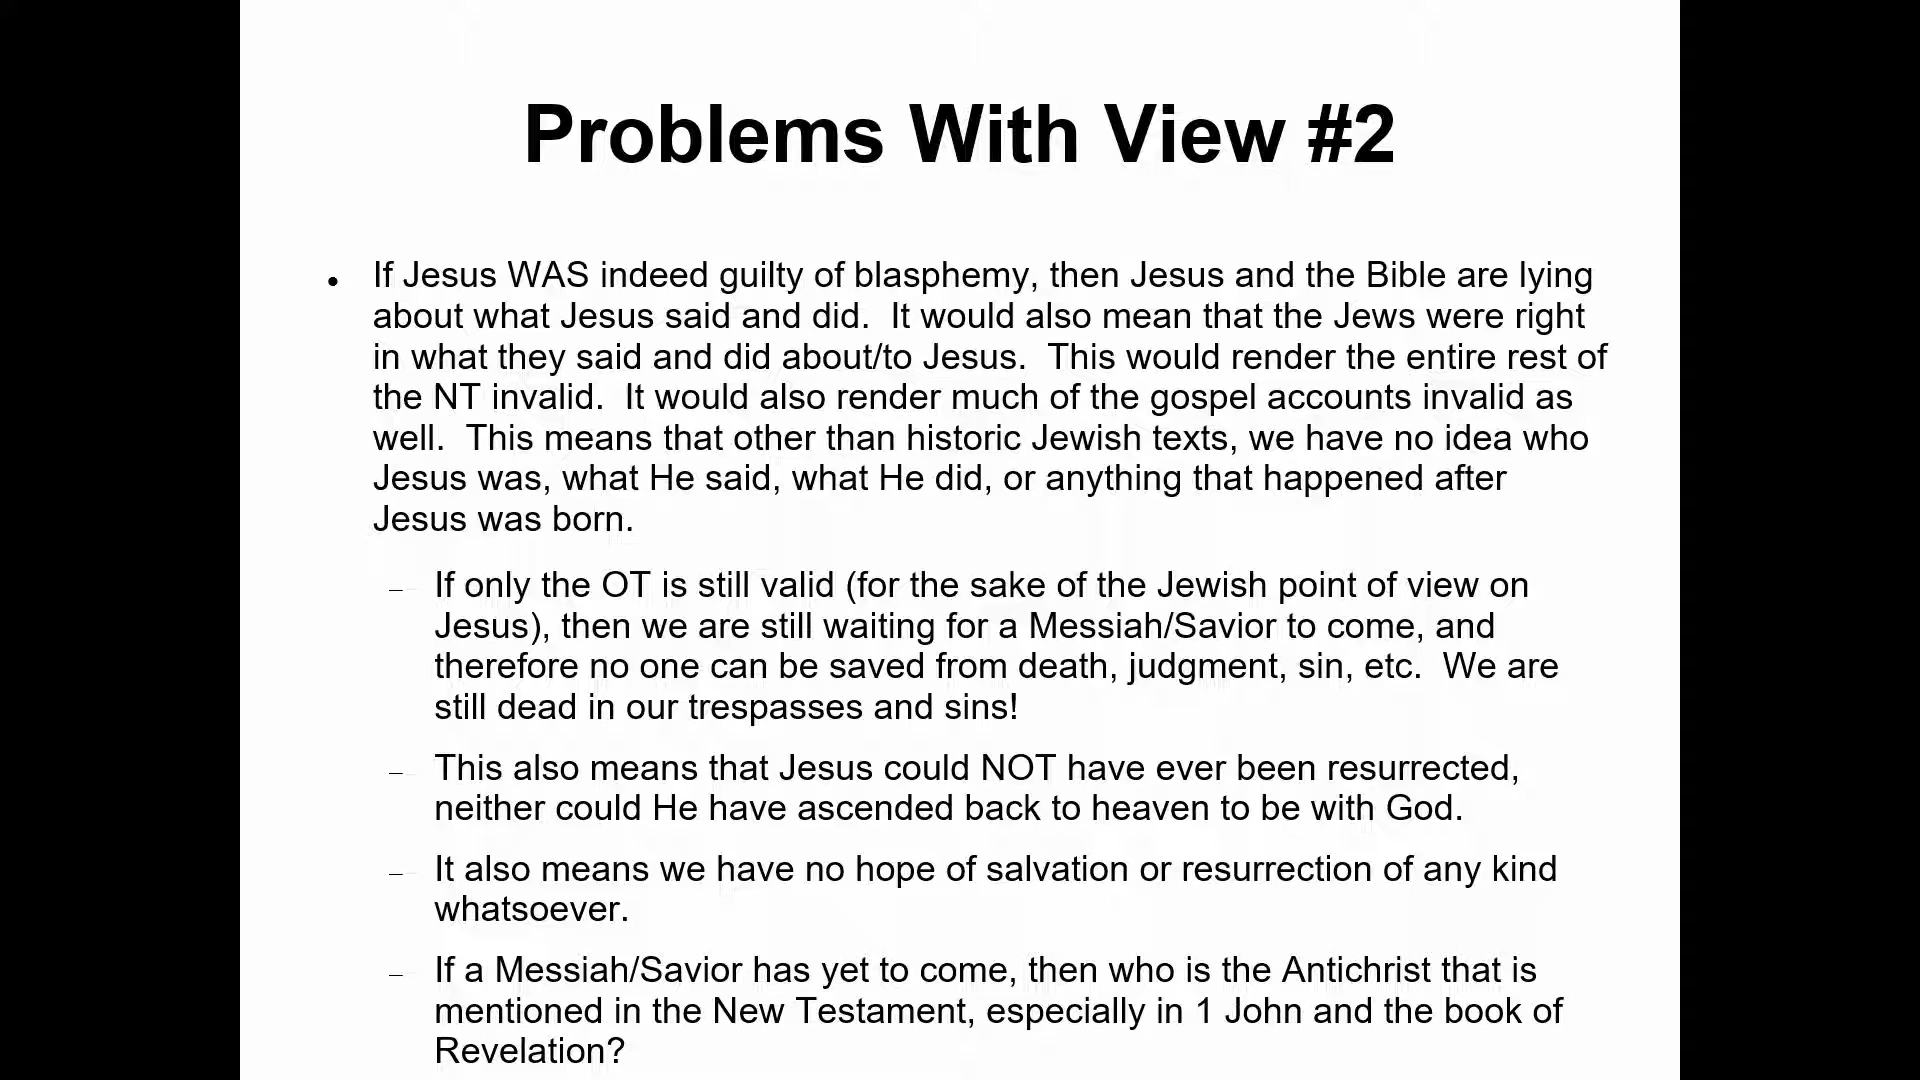 Problems With View #2
• If Jesus WAS indeed guilty of blasphemy, then Jesus and the Bible are lying
about what Jesus said and did.  It would also mean that the Jews were right
in what they said and did about/to Jesus.  This would render the entire rest of
the NT invalid.  It would also render much of the gospel accounts invalid as
well.  This means that other than historic Jewish texts, we have no idea who
Jesus was, what He said, what He did, or anything that happened after
Jesus was born.
– If only the OT is still valid (for the sake of the Jewish point of view on
Jesus), then we are still waiting for a Messiah/Savior to come, and
therefore no one can be saved from death, judgment, sin, etc.  We are
still dead in our trespasses and sins!
– This also means that Jesus could NOT have ever been resurrected,
neither could He have ascended back to heaven to be with God.
– It also means we have no hope of salvation or resurrection of any kind
whatsoever.
– If a Messiah/Savior has yet to come, then who is the Antichrist that is
mentioned in the New Testament, especially in 1 John and the book of
Revelation?